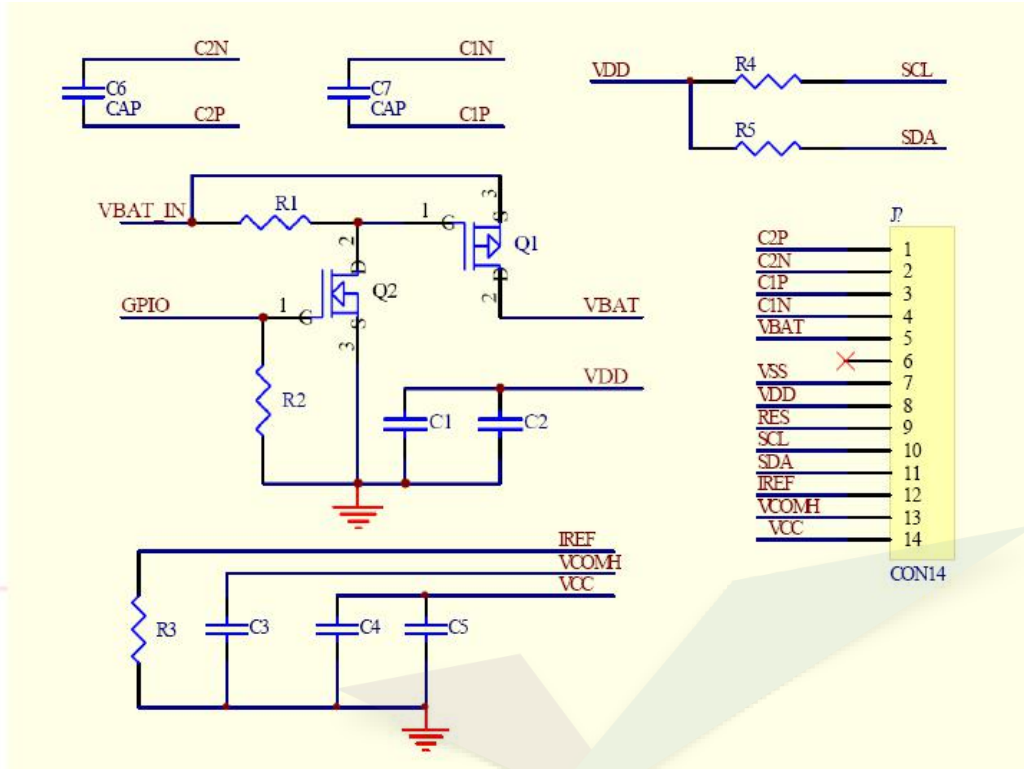 C2N
C6
CAP
C2P
C1N
C7
CAP
C1P
VDD
R4
SCL
R5
SDA
VBAT_IN
R1
1
G
3
S
Q1
D
2
VBAT
2
D
Q2
GPIO
1
G
S
3
R2
VDD
C1
C2
J?
C2P 1
C2N 2
C1P 3
C1N 4
VBAT 5
6
VSS 7
VDD 8
RES 9
SCL 10
SDA 11
IREF 12
VCOMH 13
VCC 14
CON14
IREF
VCOMH
VCC
R3
C3
C4
C5